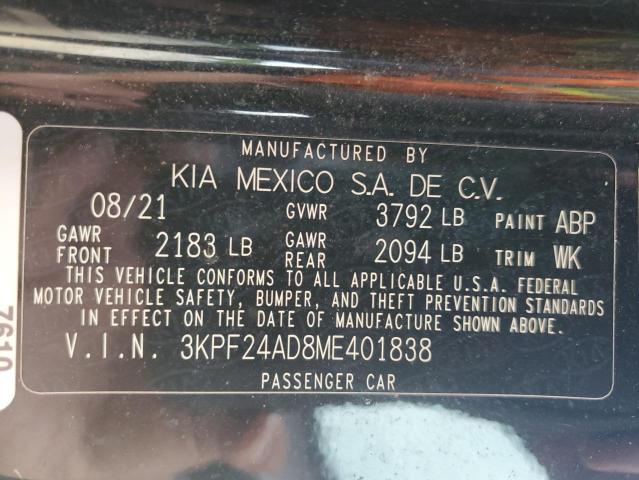 MANUFACTURED BY
KIA MEXICO S.A. DE C.V.
08/21 GVWR 3792 LB PAINT ABP
GAWR FRONT 2183 LB GAWR REAR 2094 LB TRIM WK
THIS VEHICLE CONFORMS TO ALL APPLICABLE U.S.A. FEDERAL
MOTOR VEHICLE SAFETY, BUMPER, AND THEFT PREVENTION STANDARDS
IN EFFECT ON THE DATE OF MANUFACTURE SHOWN ABOVE.
V.I.N. 3KPF24AD8ME401838
PASSENGER CAR